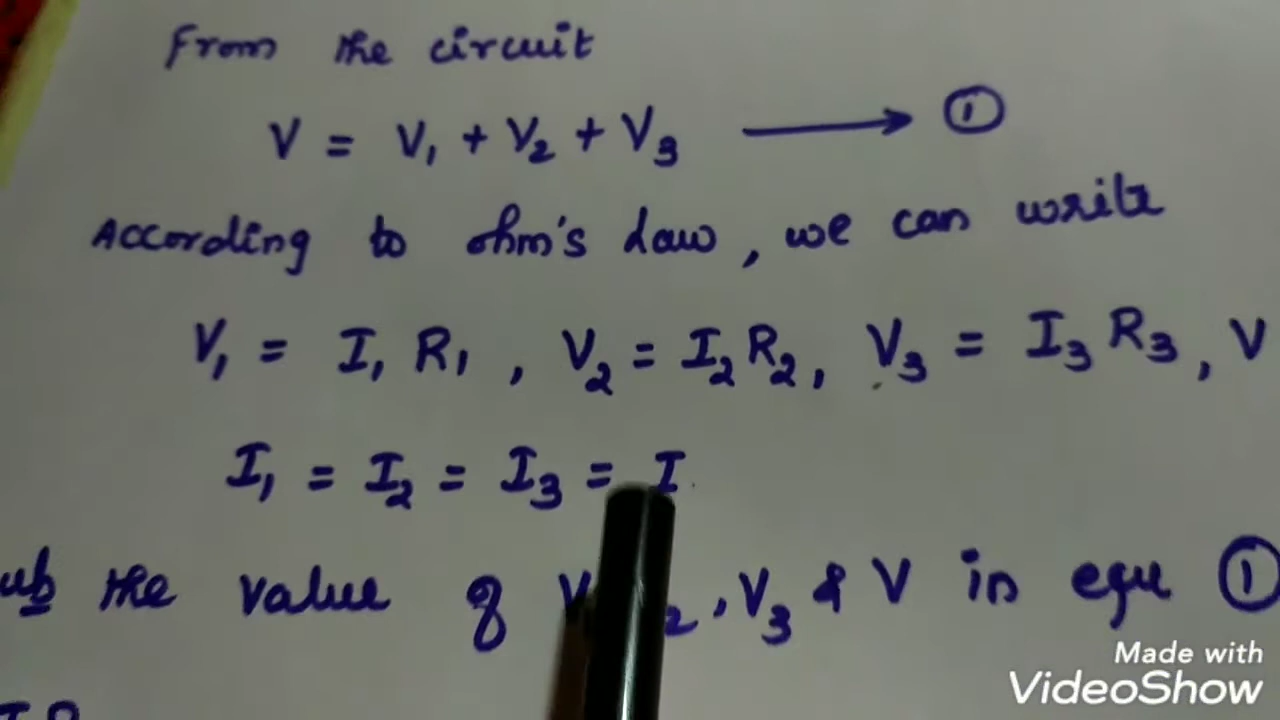 From the circuit
V = V₁ + V₂ + V₃ ⟶ ①
According to ohm's law, we can write
V₁ = I₁ R₁, V₂ = I₂ R₂, V₃ = I₃ R₃, V
I₁ = I₂ = I₃ = I
the value of V , V₃ & V in equ ①
Made with
VideoShow